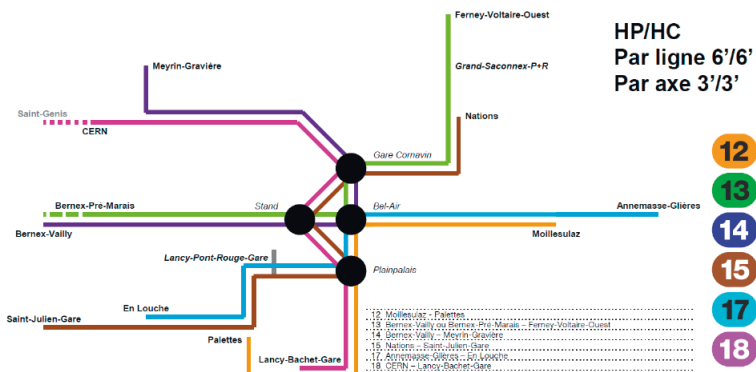 Ferney-Voltaire-Ouest
HP/HC
Par ligne 6'/6'
Par axe 3'/3'
Meyrin-Gravière
Grand-Saconnex-P+R
Saint-Genis
Nations
CERN
Gare Cornavin
12
13
Bernex-Pré-Marais
Stand
Bel-Air
Annemasse-Glières
Bernex-Vailly
Moillesulaz
14
Lancy-Pont-Rouge-Gare
Plainpalais
15
En Louche
Saint-Julien-Gare
17
Palettes
Lancy-Bachet-Gare
18
12 Moillesulaz - Palettes
13 Bernex-Vailly ou Bernex-Pré-Marais – Ferney-Voltaire-Ouest
14 Bernex-Vailly – Meyrin-Gravière
15 Nations – Saint-Julien-Gare
17 Annemasse-Glières – En Louche
18 CERN – Lancy-Bachet-Gare